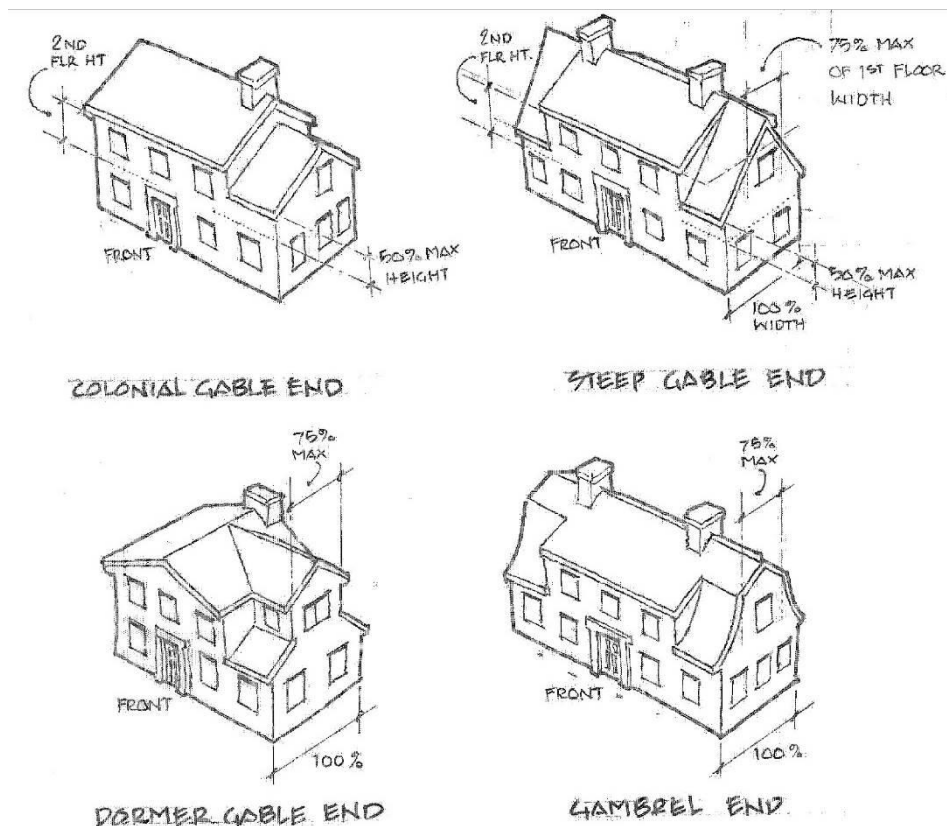 2ND
FLR HT
FRONT
50% MAX
HEIGHT
COLONIAL GABLE END
2ND
FLR HT.
75% MAX
OF 1ST FLOOR
WIDTH
FRONT
50% MAX
HEIGHT
100%
WIDTH
STEEP GABLE END
75%
MAX
FRONT
100%
DORMER GABLE END
75%
MAX
FRONT
100%
GAMBREL END